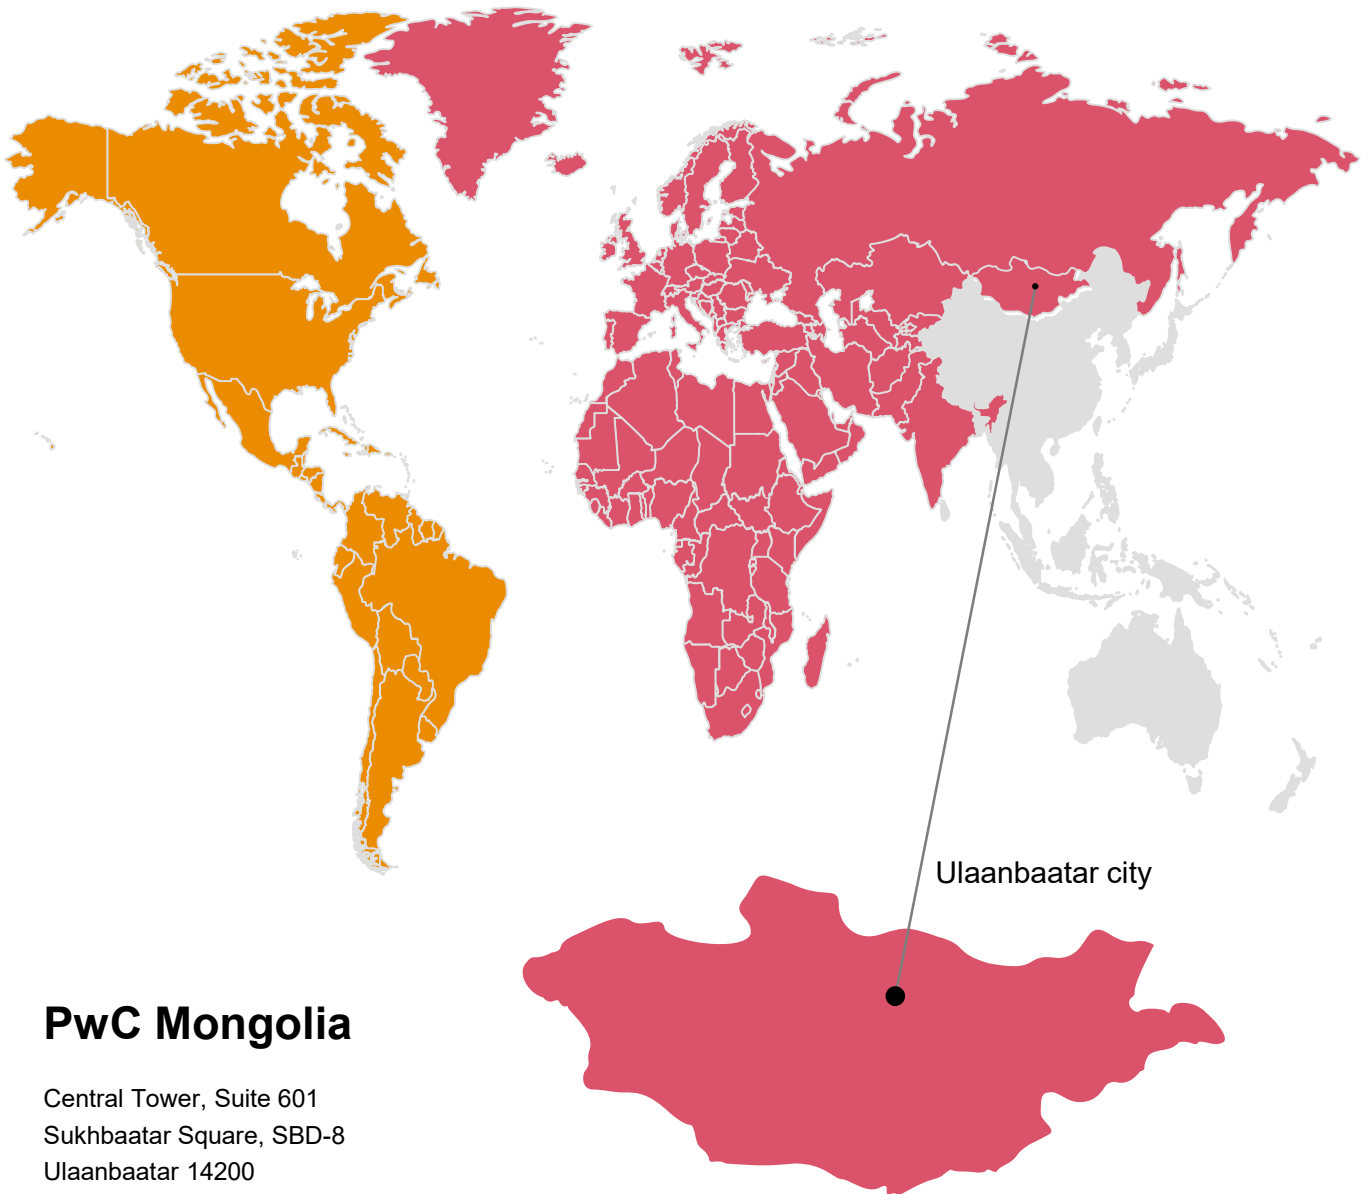 Ulaanbaatar city
PwC Mongolia
Central Tower, Suite 601
Sukhbaatar Square, SBD-8
Ulaanbaatar 14200